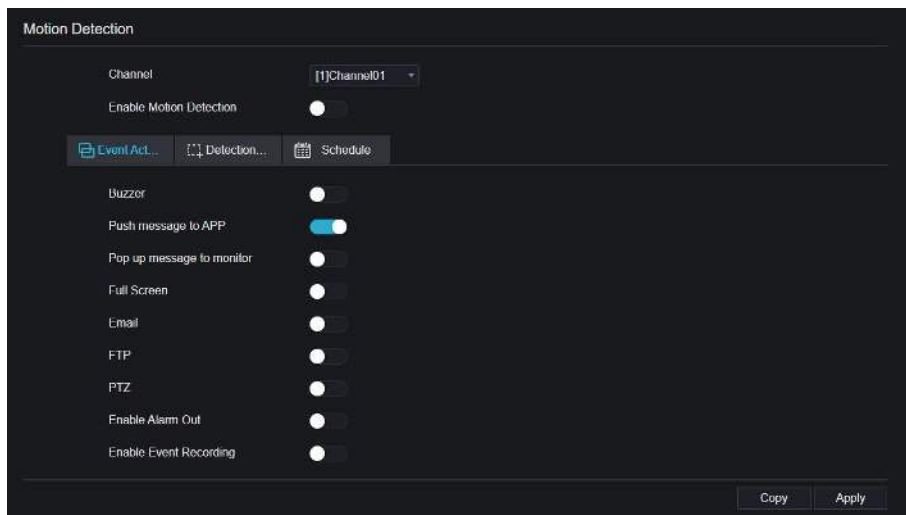 Motion Detection
Channel [1]Channel01
Enable Motion Detection
Event Act... Detection... Schedule
Buzzer
Push message to APP
Pop up message to monitor
Full Screen
Email
FTP
PTZ
Enable Alarm Out
Enable Event Recording
Copy Apply